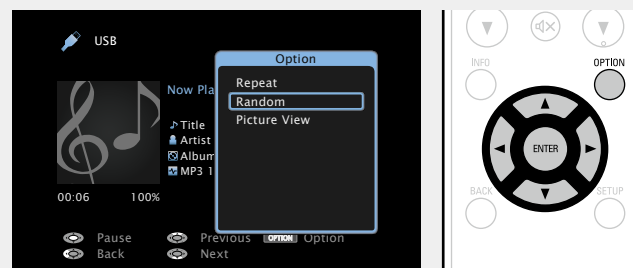 USB
Option
Repeat
Random
Picture View
Now Pla
Title
Artist
Album
MP3 1
00:06 100%
Pause Previous OPTION Option
Back Next
INFO OPTION
ENTER
BACK SETUP